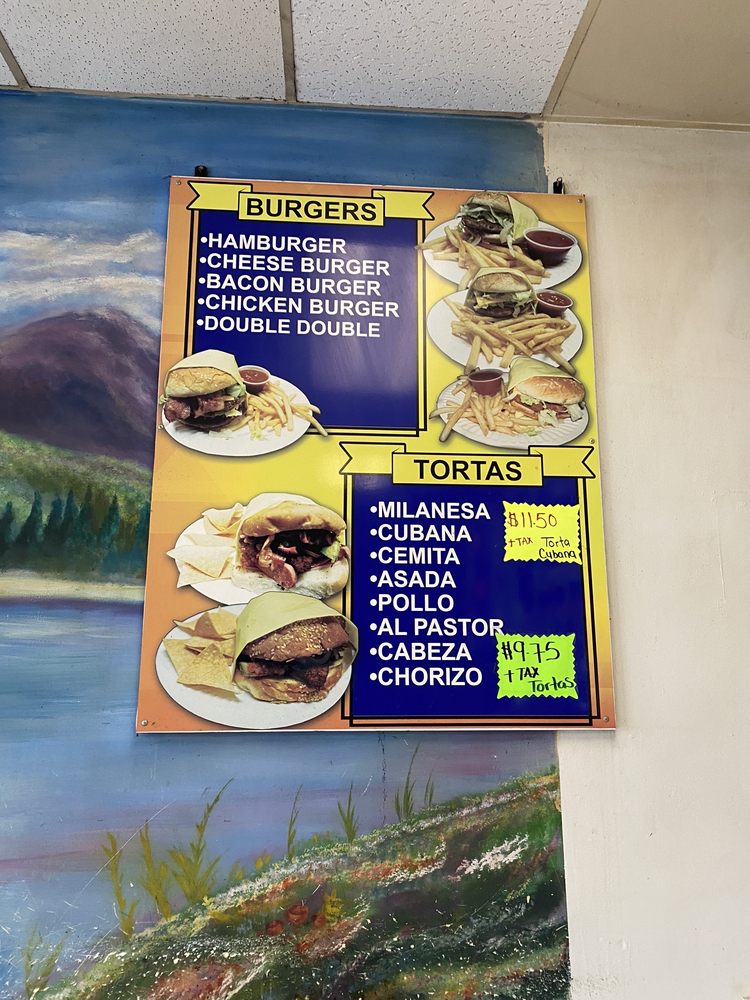 BURGERS
•HAMBURGER
•CHEESE BURGER
•BACON BURGER
•CHICKEN BURGER
•DOUBLE DOUBLE
TORTAS
•MILANESA
•CUBANA
•CEMITA
•ASADA
•POLLO
•AL PASTOR
•CABEZA
•CHORIZO
$11.50
+TAX Torta
Cubana
$9.75
+TAX
Tortas